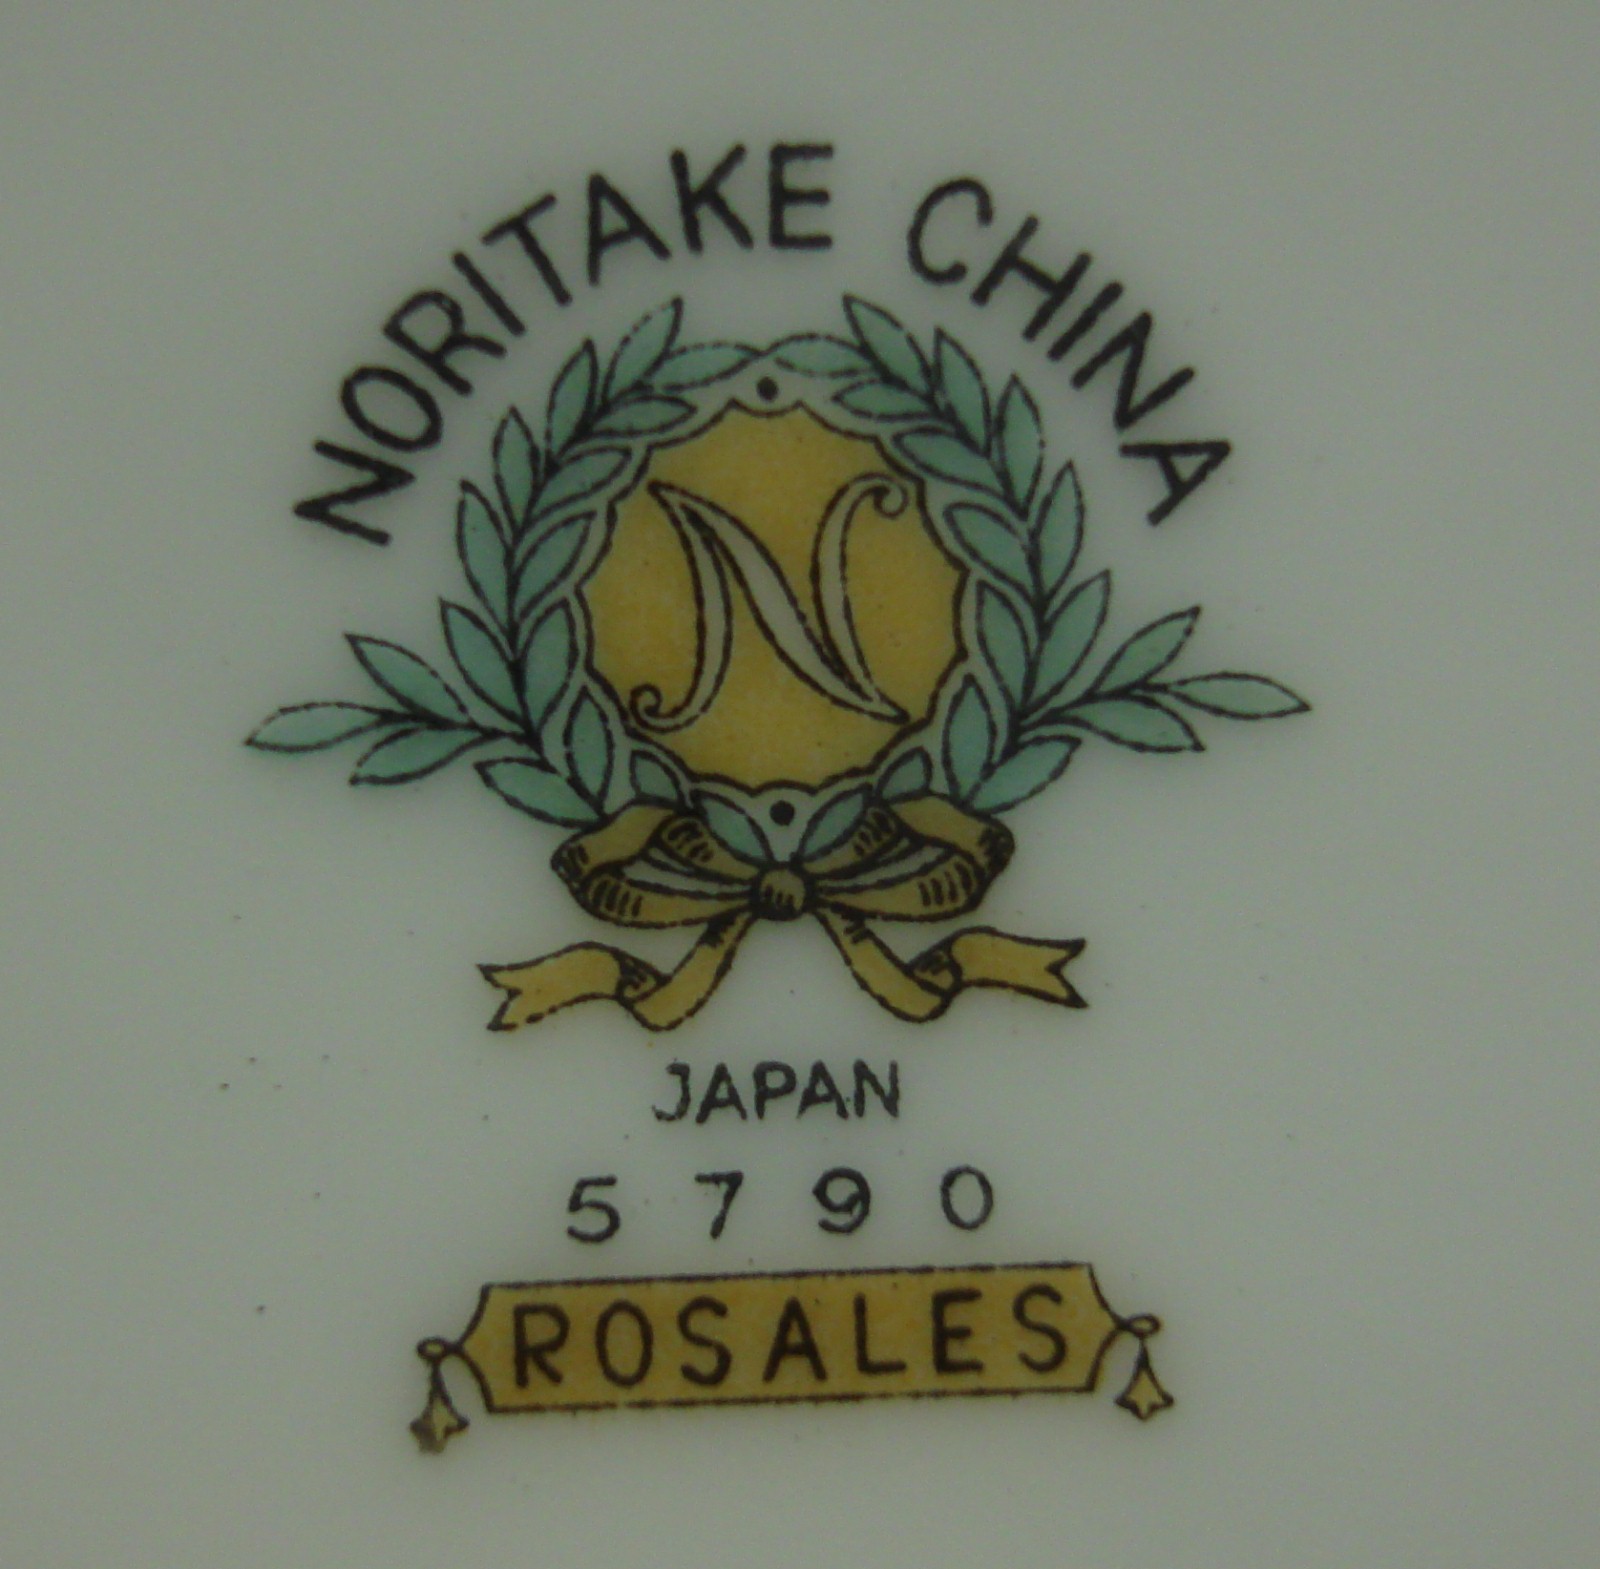 NORITAKE CHINA
N
JAPAN
5790
ROSALES